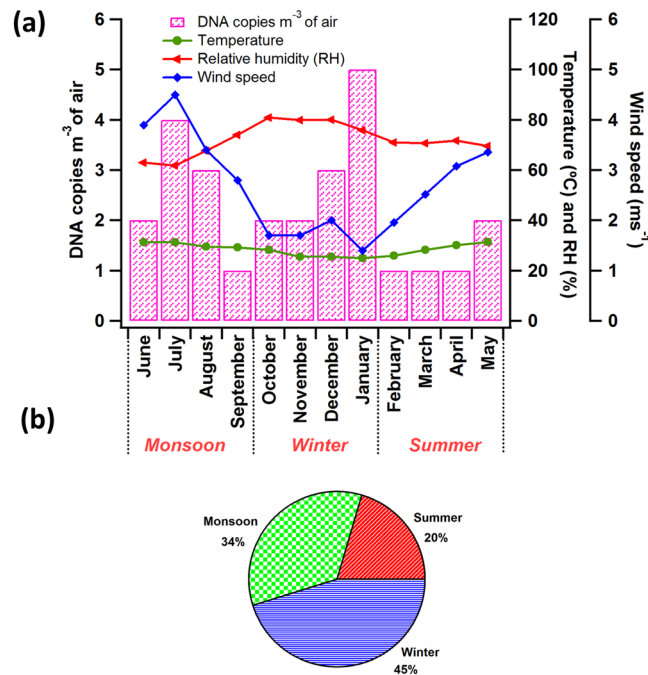 (a)
DNA copies m⁻³ of air
Temperature
Relative humidity (RH)
Wind speed
DNA copies m⁻³ of air
6
5
4
3
2
1
0
120
100
80
60
40
20
0
Temperature (ºC) and RH (%)
6
5
4
3
2
1
0
Wind speed (ms⁻¹)
June
July
August
September
October
November
December
January
February
March
April
May
Monsoon
Winter
Summer
(b)
Monsoon
34%
Summer
20%
Winter
45%